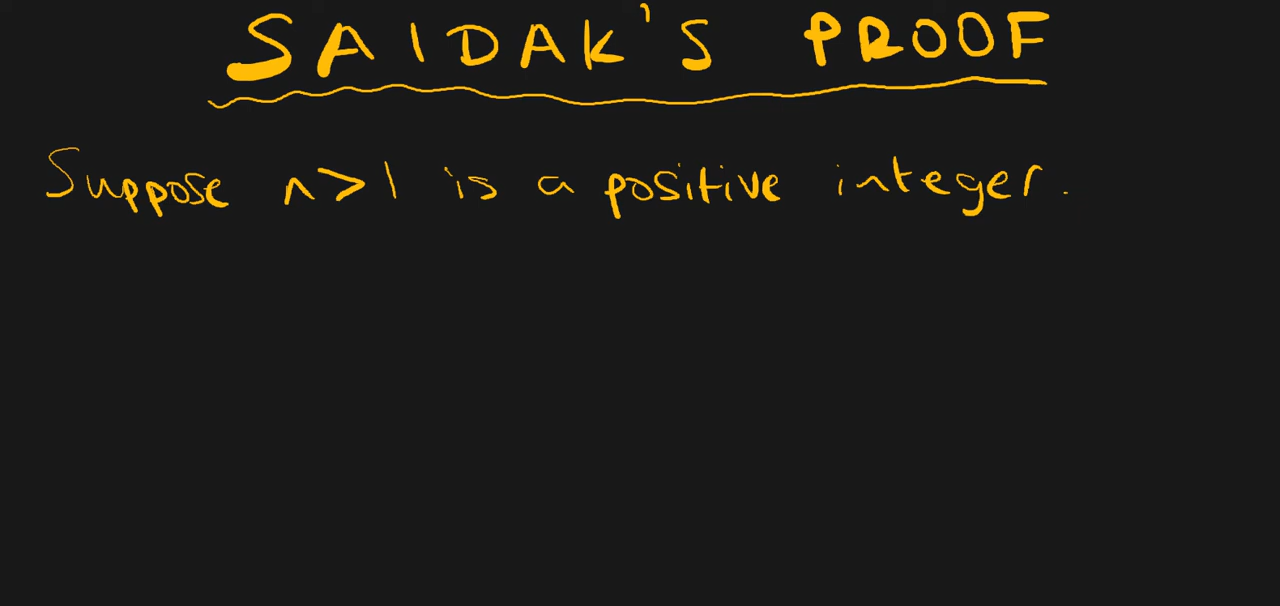 SAIDAK'S PROOF
Suppose n>1 is a positive integer.